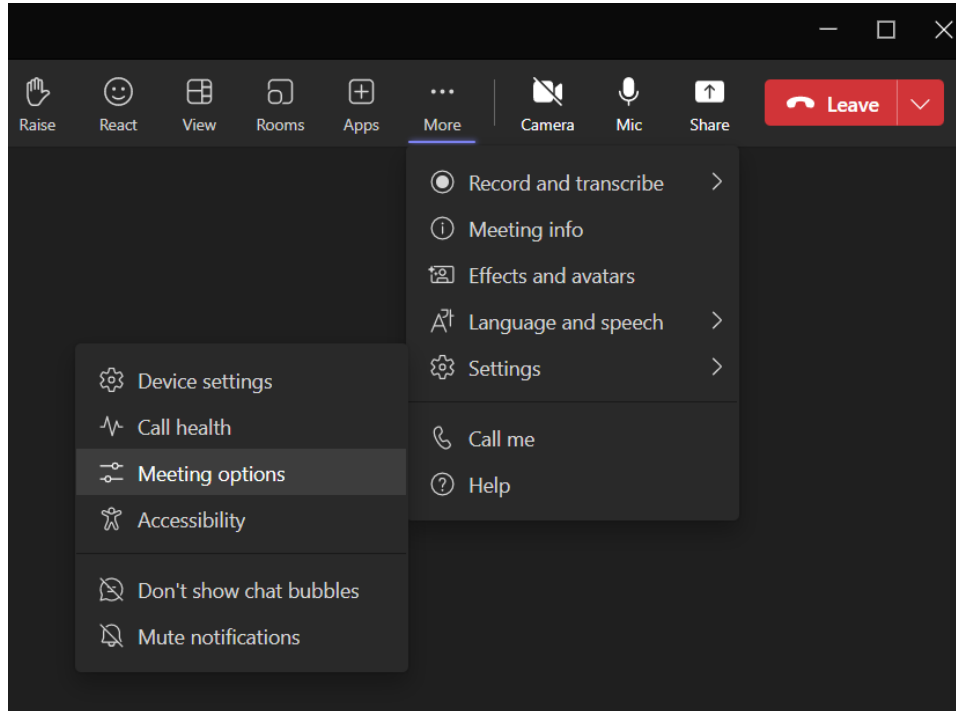 Raise React View Rooms Apps More Camera Mic Share Leave
Record and transcribe
Meeting info
Effects and avatars
Language and speech
Settings
Call me
Help
Device settings
Call health
Meeting options
Accessibility
Don't show chat bubbles
Mute notifications